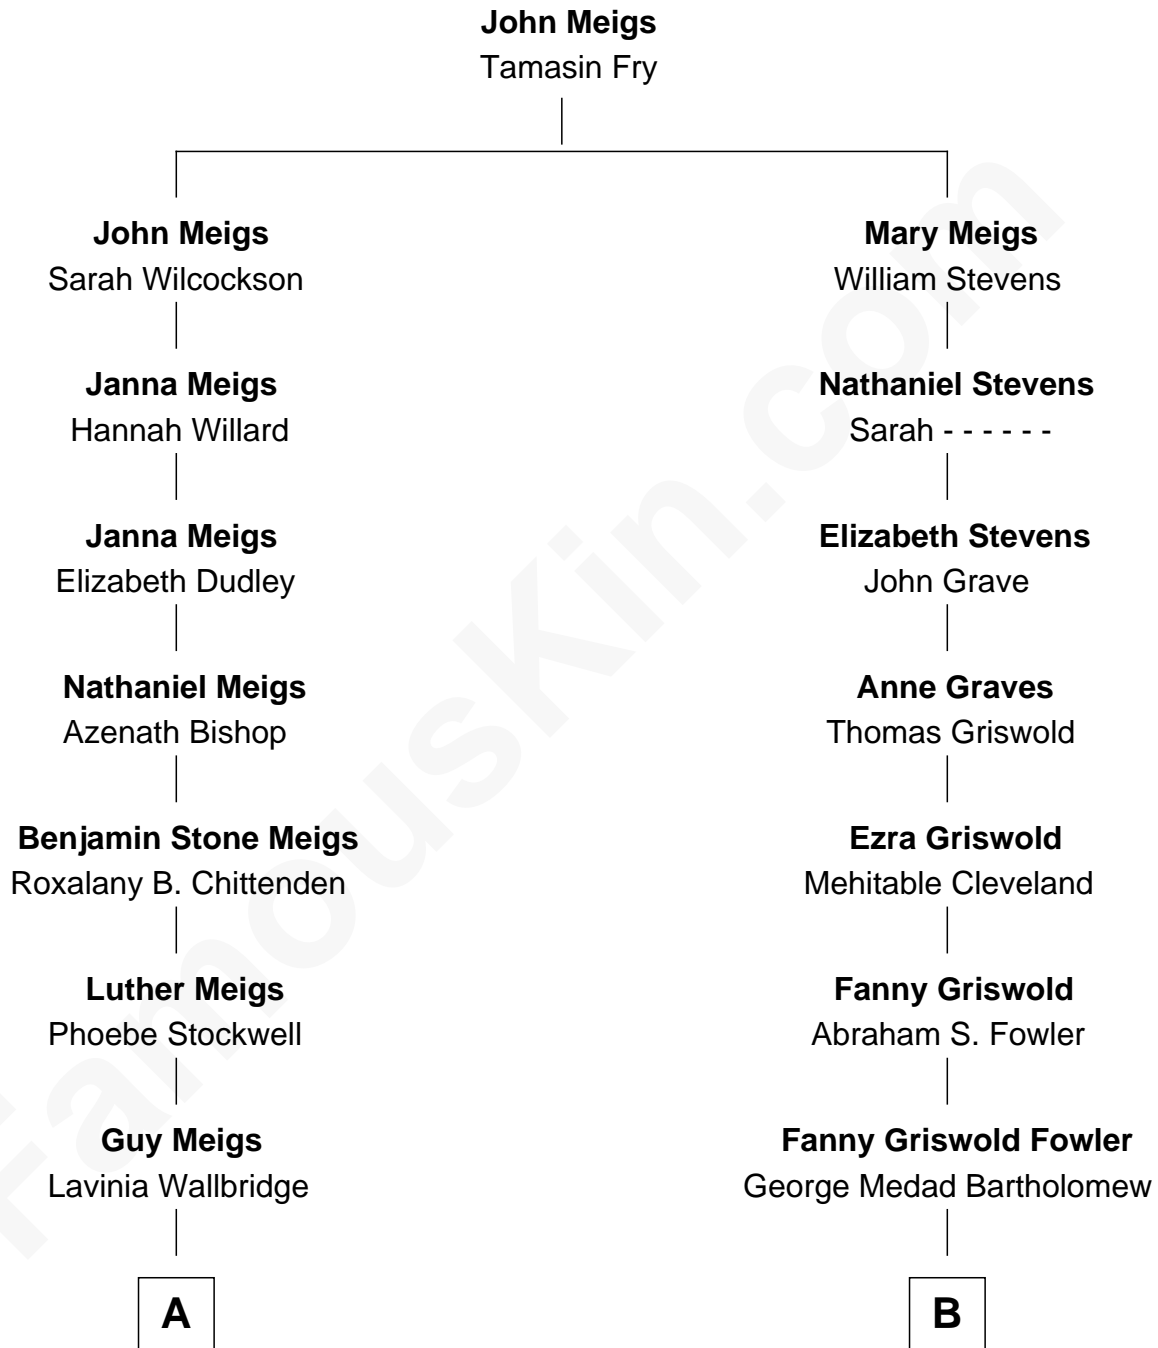 John Meigs
Tamasin Fry
John Meigs
Sarah Wilcockson
Mary Meigs
William Stevens
Janna Meigs
Hannah Willard
Nathaniel Stevens
Sarah - - - - - -
Janna Meigs
Elizabeth Dudley
Elizabeth Stevens
John Grave
Nathaniel Meigs
Azenath Bishop
Anne Graves
Thomas Griswold
Benjamin Stone Meigs
Roxalany B. Chittenden
Ezra Griswold
Mehitable Cleveland
Luther Meigs
Phoebe Stockwell
Fanny Griswold
Abraham S. Fowler
Guy Meigs
Lavinia Wallbridge
Fanny Griswold Fowler
George Medad Bartholomew
A
B
FamousKin.com